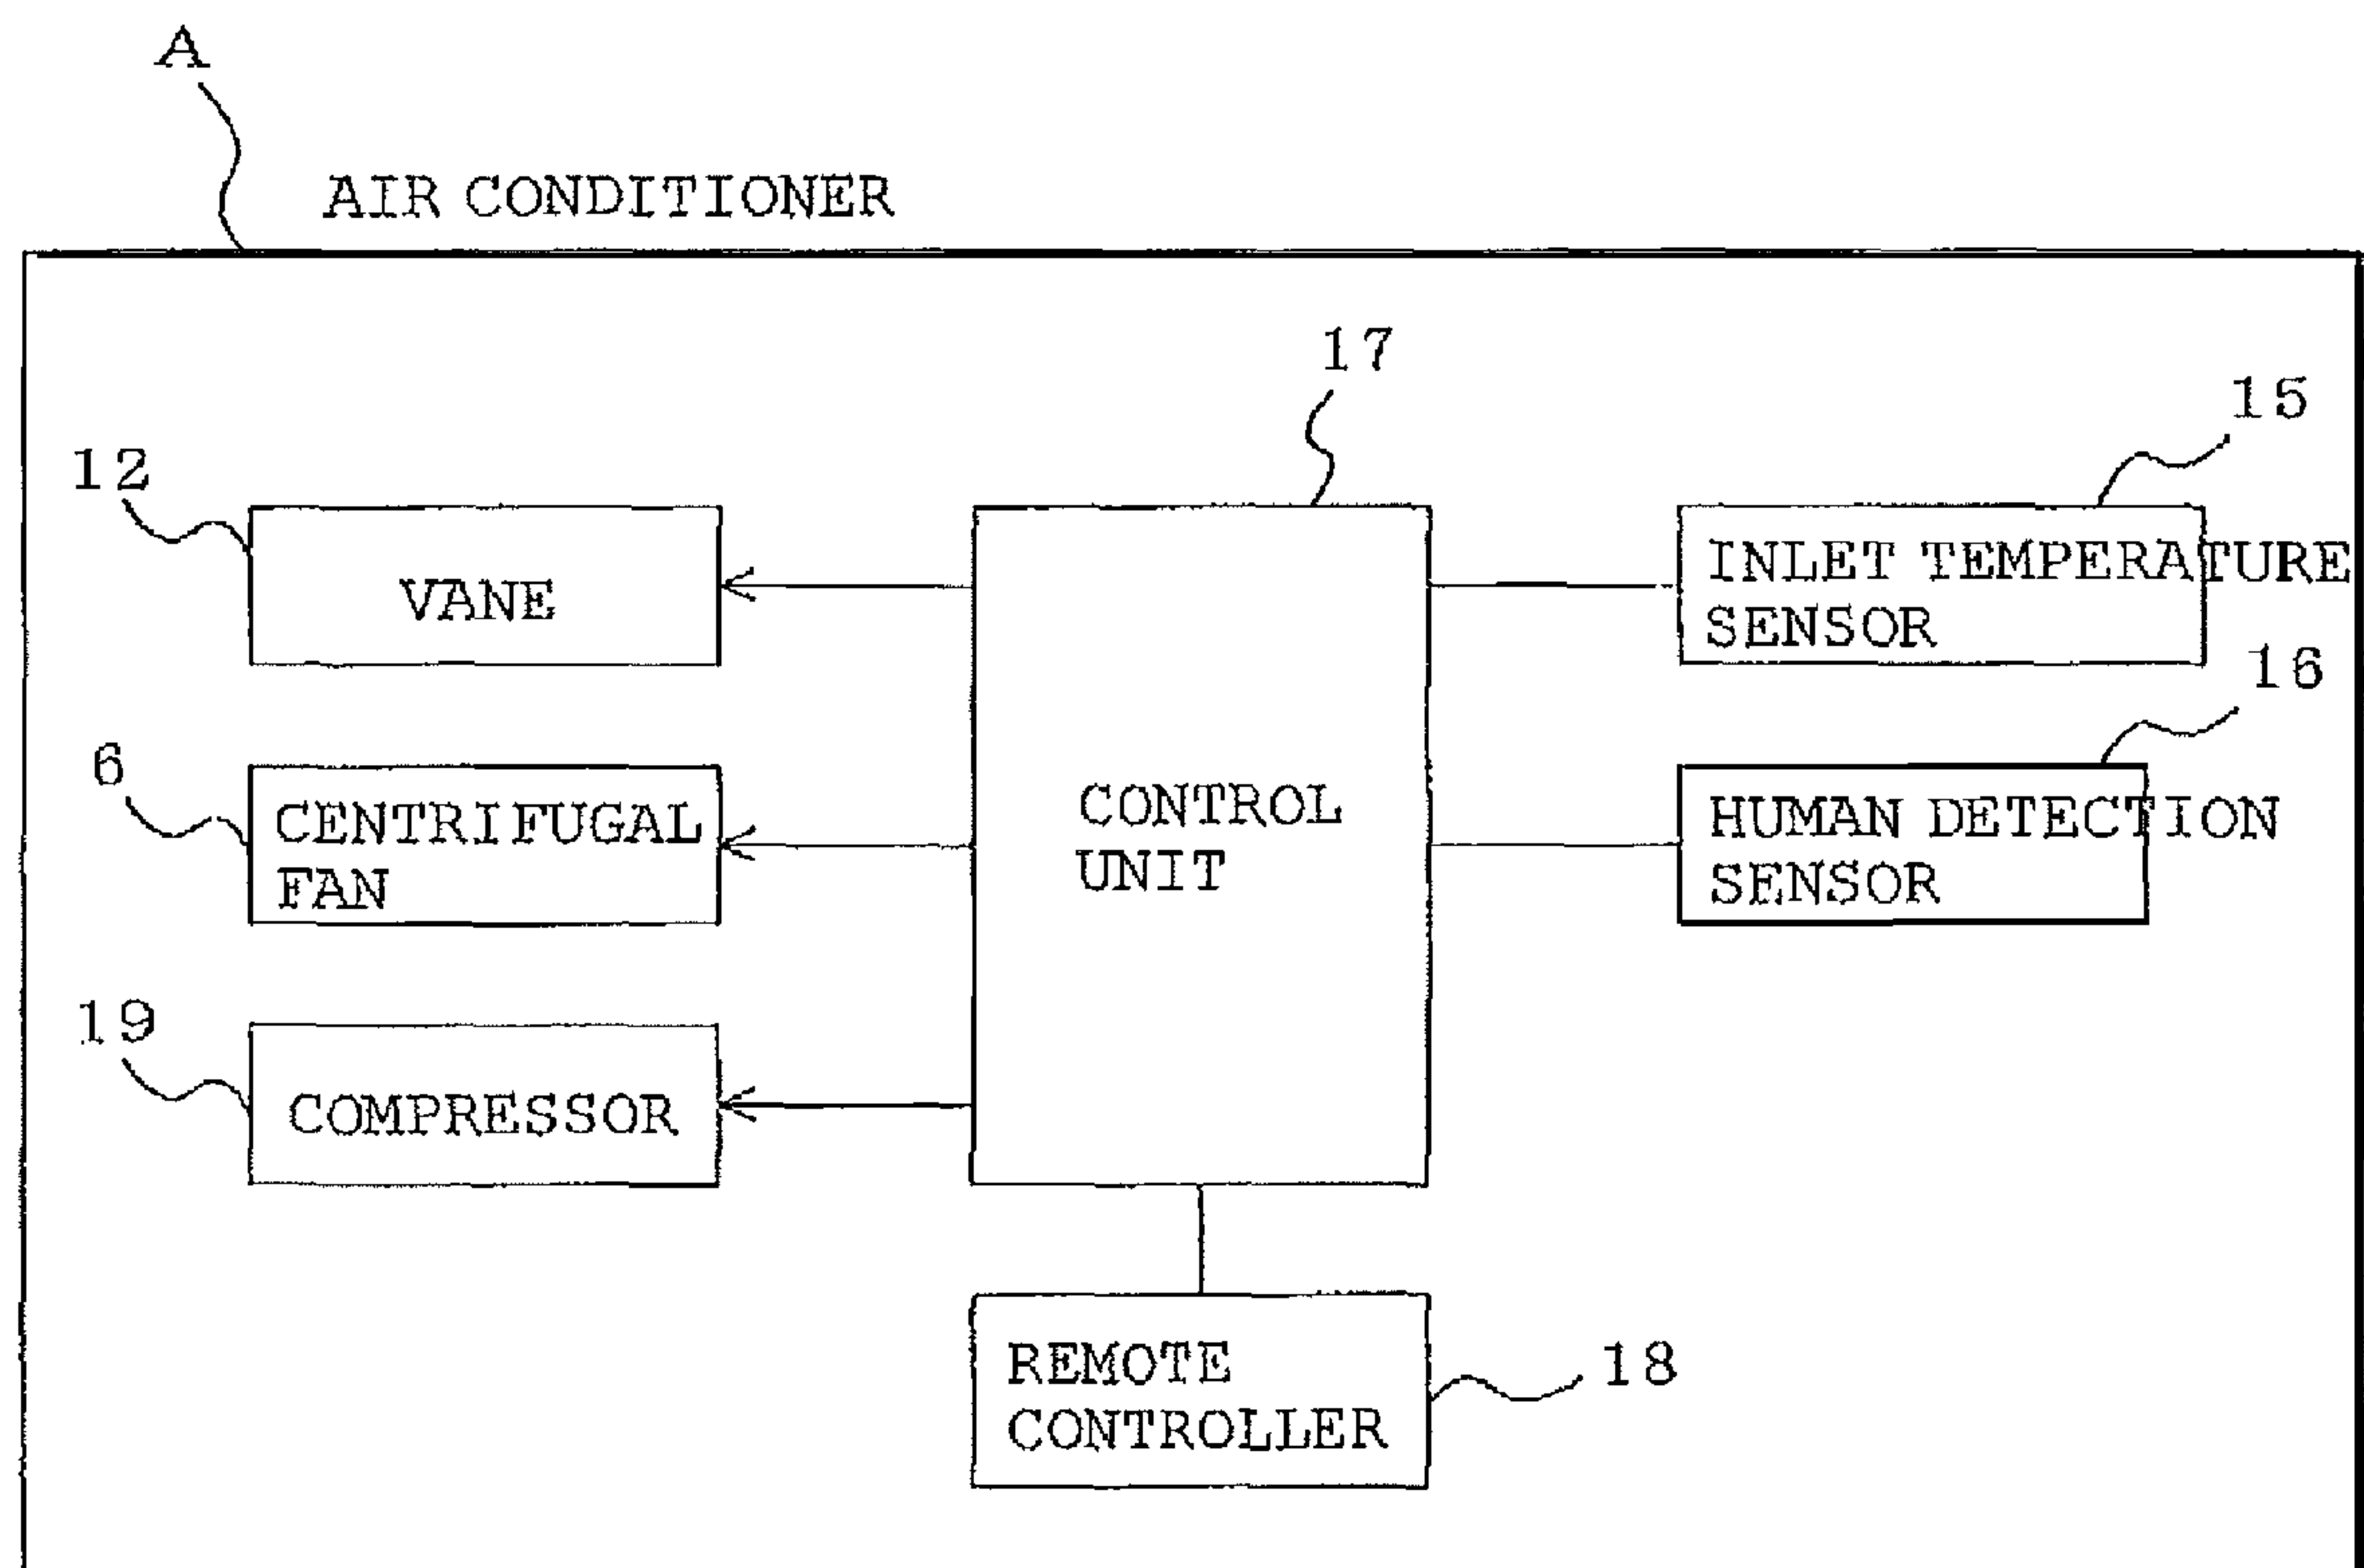 A
AIR CONDITIONER
17
15
12
INLET TEMPERATURE
SENSOR
VANE
16
6
CENTRIFUGAL
FAN
CONTROL
UNIT
HUMAN DETECTION
SENSOR
19
COMPRESSOR
REMOTE
CONTROLLER
18